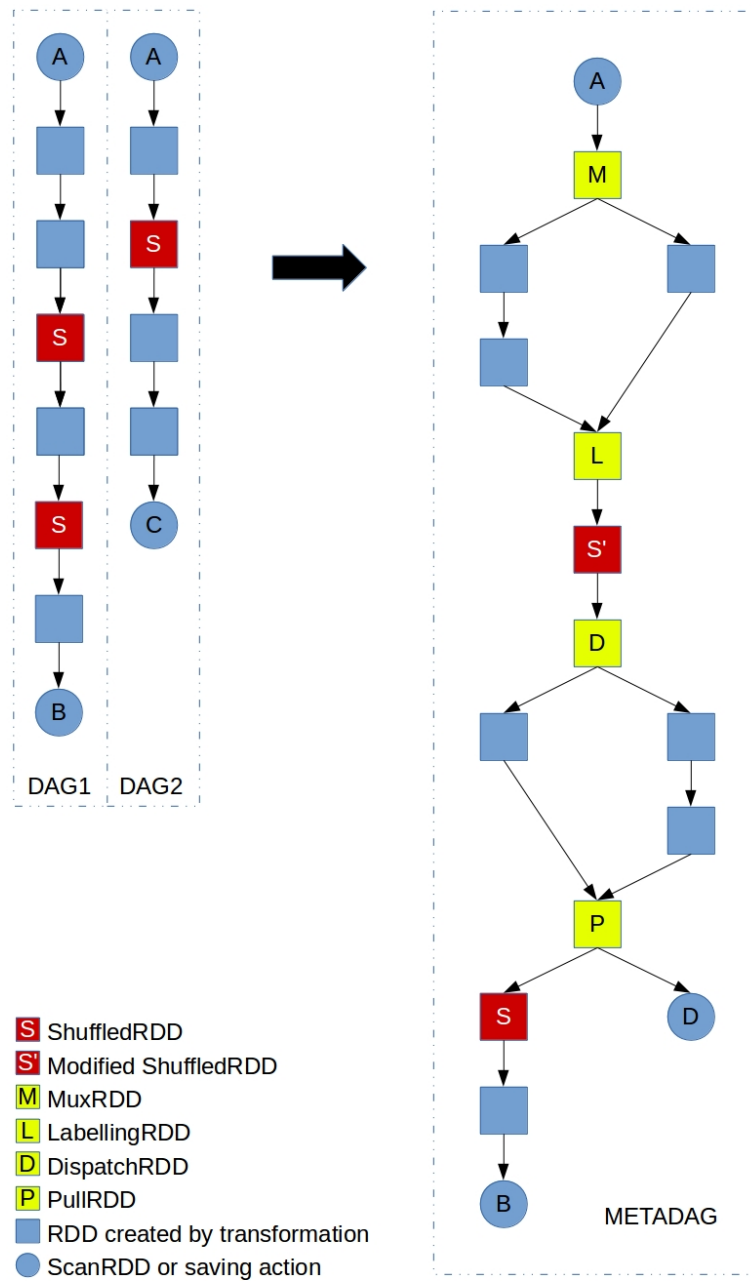 A
S
S
B
DAG1
A
S
C
DAG2
A
M
L
S'
D
P
S
D
B
METADAG
S ShuffledRDD
S' Modified ShuffledRDD
M MuxRDD
L LabellingRDD
D DispatchRDD
P PullRDD
RDD created by transformation
ScanRDD or saving action